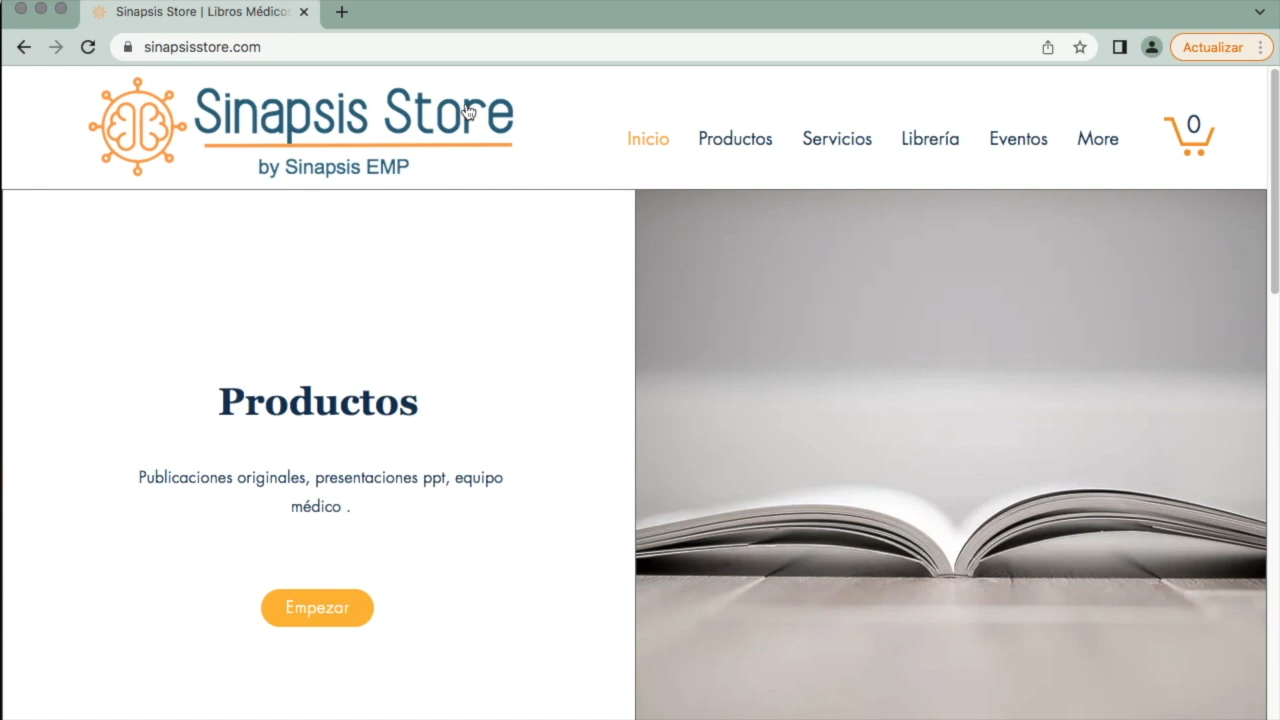 Sinapsis Store | Libros Médicos
sinapsisstore.com
Actualizar
Sinapsis Store
by Sinapsis EMP
Inicio
Productos
Servicios
Librería
Eventos
More
0
Productos
Publicaciones originales, presentaciones ppt, equipo
médico .
Empezar